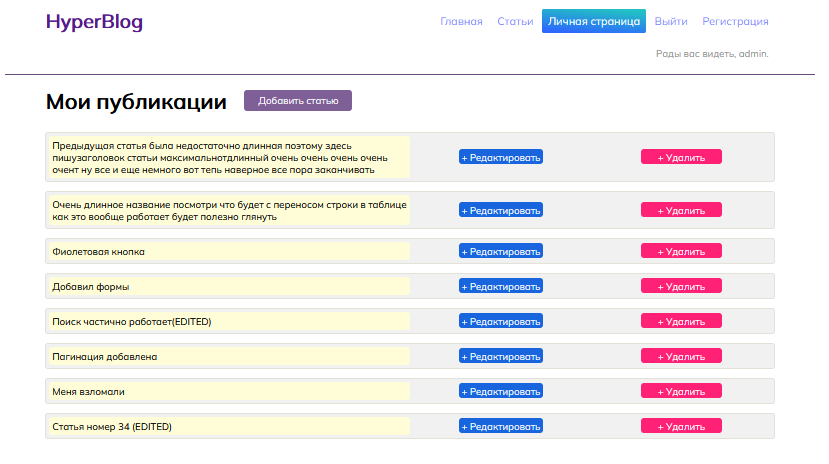 HyperBlog
Главная Статьи Личная страница Выйти Регистрация
Рады вас видеть, admin.
Мои публикации Добавить статью
Предыдущая статья была недостаточно длинная поэтому здесь
пишузаголовок статьи максимальнотдлинный очень очень очень очень
очент ну все и еще немного вот тепь наверное все пора заканчивать
+ Редактировать + Удалить
Очень длинное название посмотри что будет с переносом строки в таблице
как это вообще работает будет полезно глянуть
+ Редактировать + Удалить
Фиолетовая кнопка + Редактировать + Удалить
Добавил формы + Редактировать + Удалить
Поиск частично работает(EDITED) + Редактировать + Удалить
Пагинация добавлена + Редактировать + Удалить
Меня взломали + Редактировать + Удалить
Статья номер 34 (EDITED) + Редактировать + Удалить